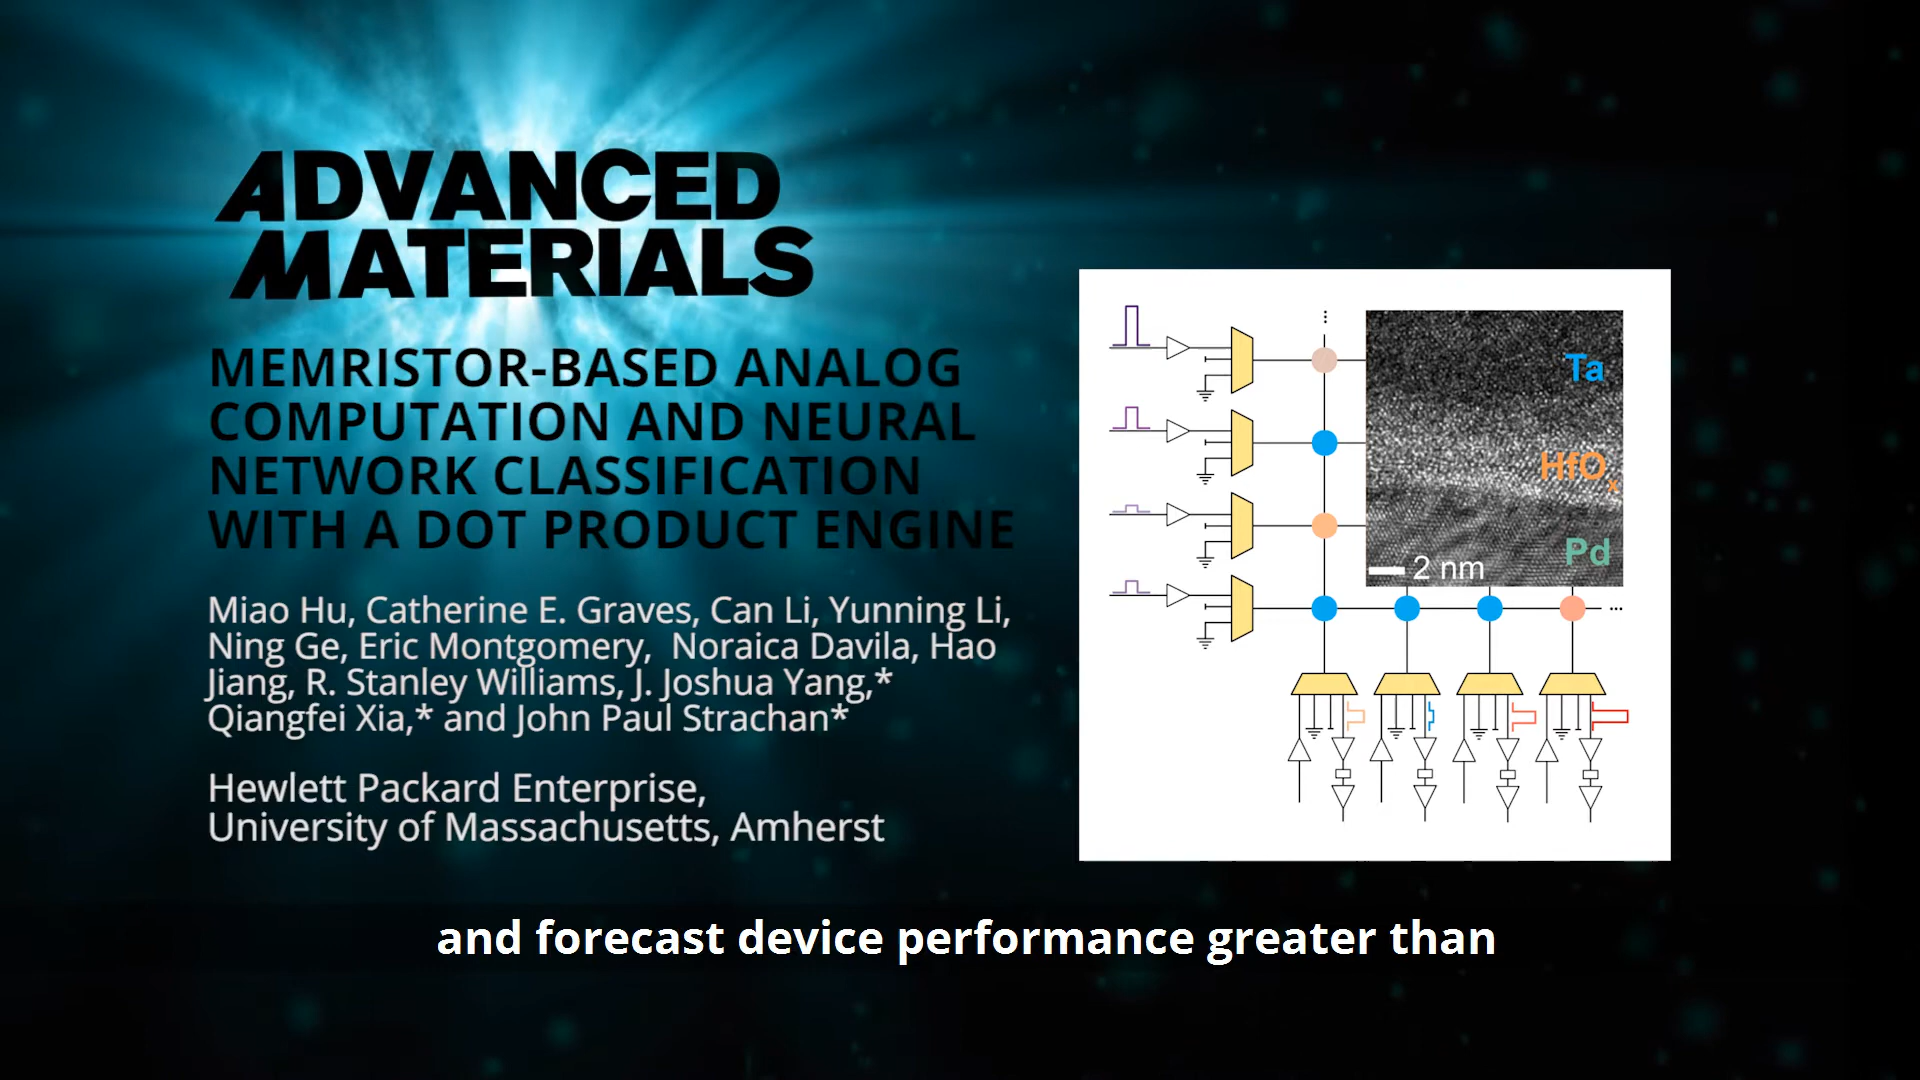 ADVANCED
MATERIALS
MEMRISTOR-BASED ANALOG
COMPUTATION AND NEURAL
NETWORK CLASSIFICATION
WITH A DOT PRODUCT ENGINE
Miao Hu, Catherine E. Graves, Can Li, Yunning Li,
Ning Ge, Eric Montgomery,  Noraica Davila, Hao
Jiang, R. Stanley Williams, J. Joshua Yang,*
Qiangfei Xia,* and John Paul Strachan*
Hewlett Packard Enterprise,
University of Massachusetts, Amherst
Ta
HfOx
Pd
2 nm
and forecast device performance greater than